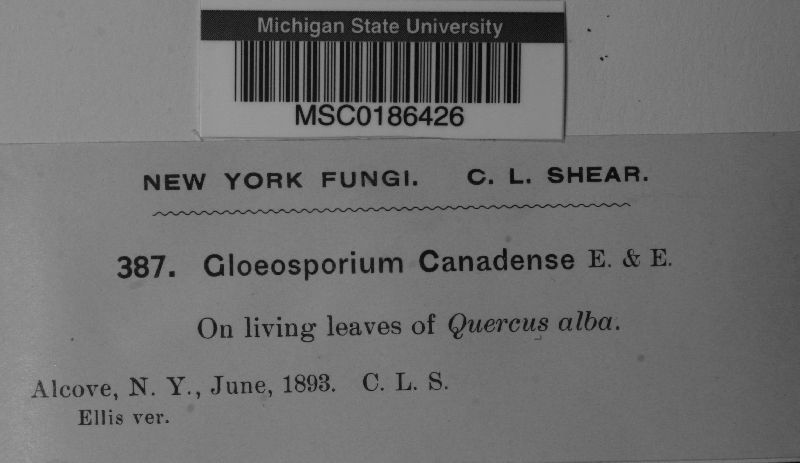 Michigan State University
MSC0186426
NEW YORK FUNGI. C. L. SHEAR.
387. Gloeosporium Canadense E. & E.
On living leaves of Quercus alba.
Alcove, N. Y., June, 1893. C. L. S.
Ellis ver.